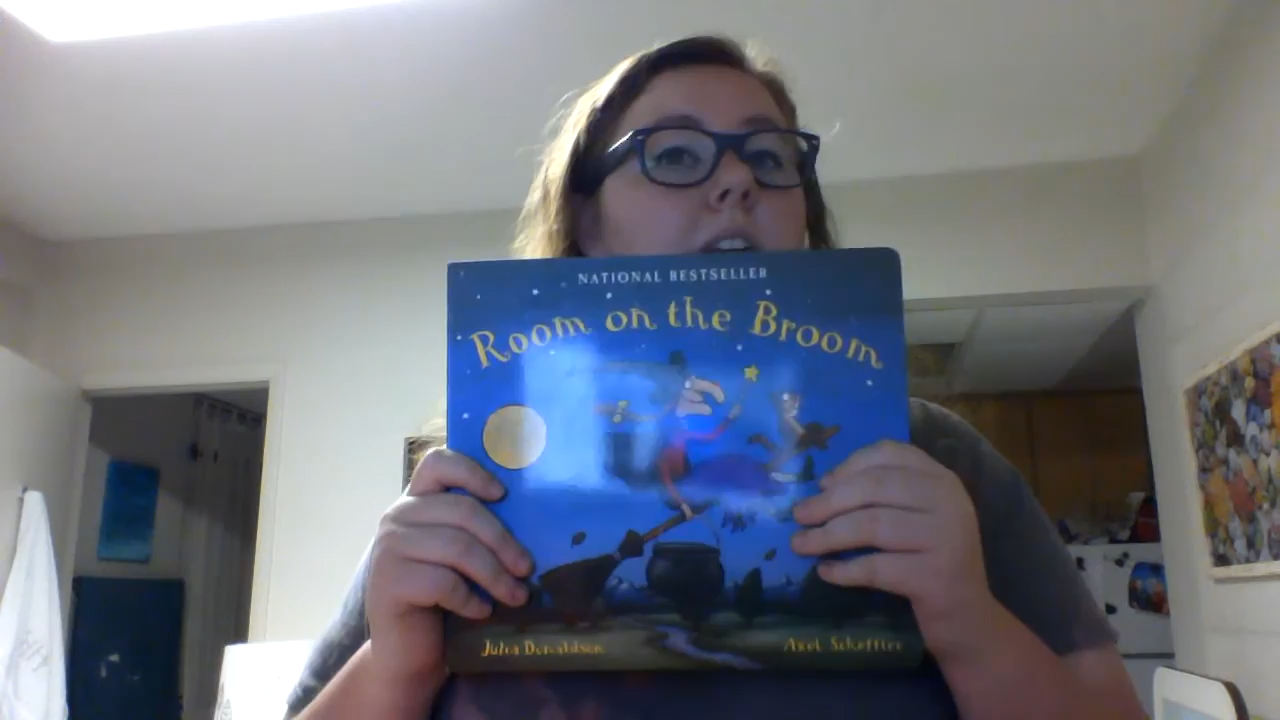 NATIONAL BESTSELLER
Room on the Broom
Julia Donaldson Axel Scheffler